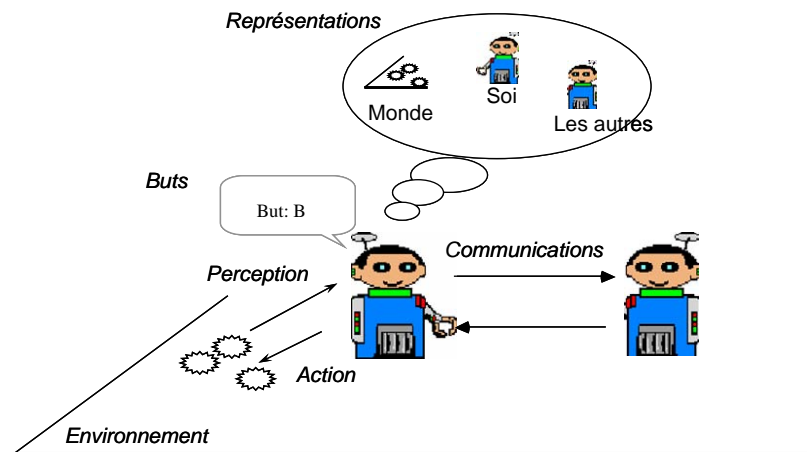 Représentations
Monde
Soi
Les autres
Buts
But: B
Communications
Perception
Action
Environnement